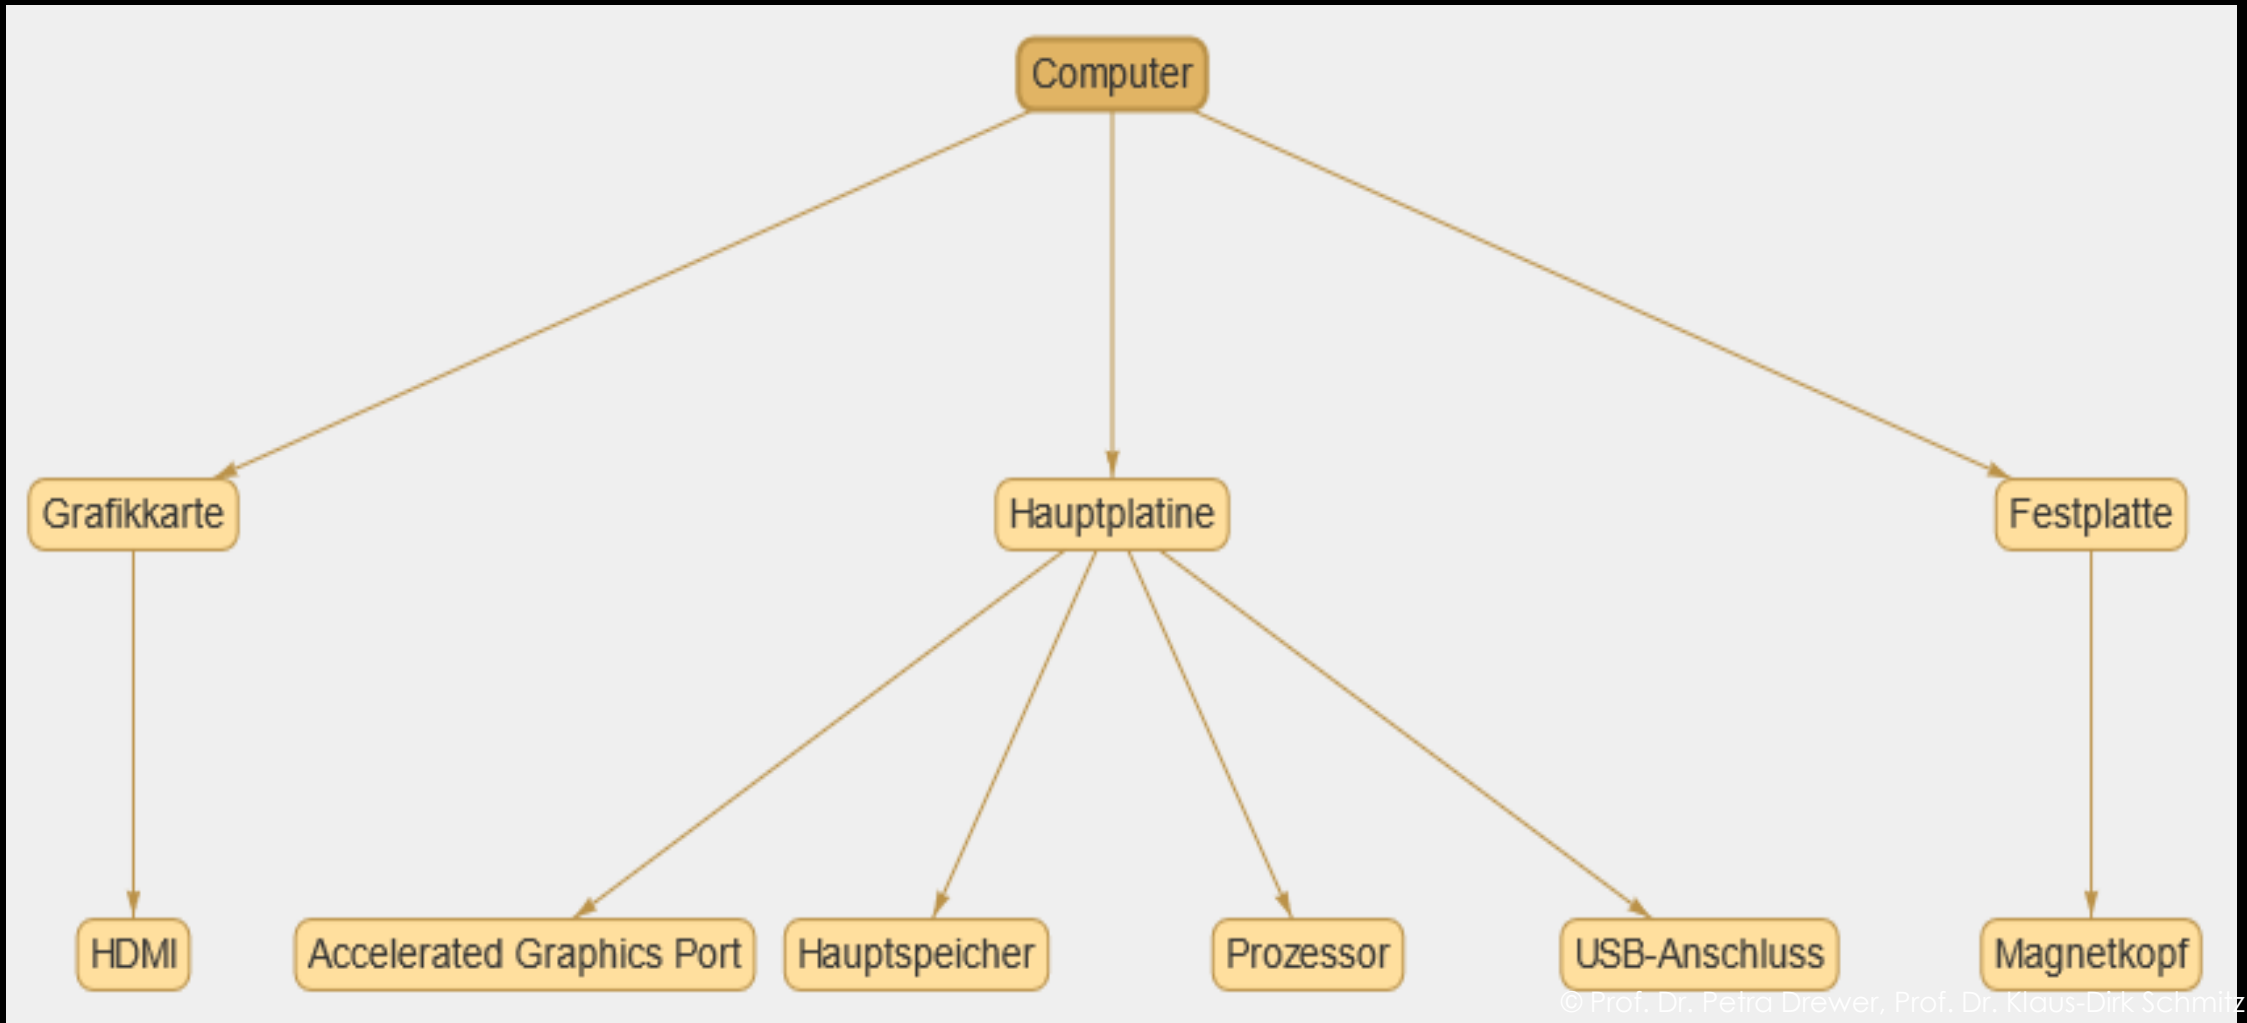 Computer
Grafikkarte
Hauptplatine
Festplatte
HDMI
Accelerated Graphics Port
Hauptspeicher
Prozessor
USB-Anschluss
Magnetkopf
© Prof. Dr. Petra Drewer, Prof. Dr. Klaus-Dirk Schmitz